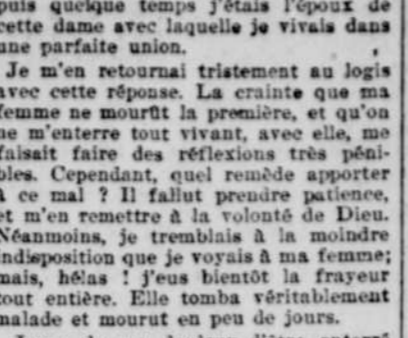 puis quelque temps j'étais l'époux de
cette dame avec laquelle je vivais dans
une parfaite union.
Je m'en retournai tristement au logis
avec cette réponse. La crainte que ma
femme ne mourût la première, et qu'on
ne m'enterre tout vivant, avec elle, me
faisait faire des réflexions très péni-
bles. Cependant, quel remède apporter
à ce mal ? Il fallut prendre patience,
et m'en remettre à la volonté de Dieu.
Néanmoins, je tremblais à la moindre
indisposition que je voyais à ma femme;
mais, hélas ! j'eus bientôt la frayeur
tout entière. Elle tomba véritablement
malade et mourut en peu de jours.